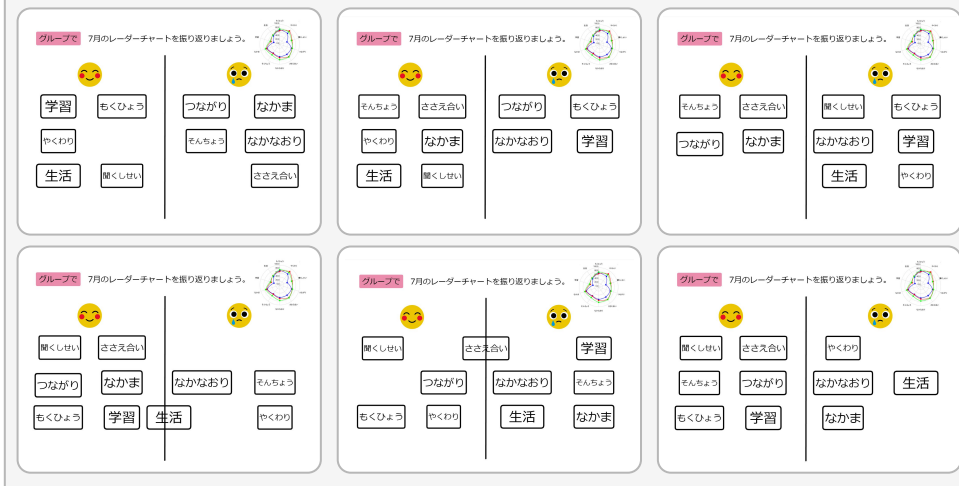 グループで 7月のレーダーチャートを振り返りましょう。
学習 もくひょう つながり なかま
やくわり そんちょう なかなおり
生活 聞くしせい ささえ合い
グループで 7月のレーダーチャートを振り返りましょう。
そんちょう ささえ合い つながり もくひょう
やくわり なかま なかなおり 学習
生活 聞くしせい
グループで 7月のレーダーチャートを振り返りましょう。
そんちょう ささえ合い 聞くしせい もくひょう
つながり なかま なかなおり 学習
生活 やくわり
グループで 7月のレーダーチャートを振り返りましょう。
聞くしせい ささえ合い
つながり なかま なかなおり そんちょう
もくひょう 学習 生活 やくわり
グループで 7月のレーダーチャートを振り返りましょう。
聞くしせい ささえ合い 学習
つながり なかなおり そんちょう
もくひょう やくわり 生活 なかま
グループで 7月のレーダーチャートを振り返りましょう。
聞くしせい ささえ合い やくわり
そんちょう つながり なかなおり 生活
もくひょう 学習 なかま